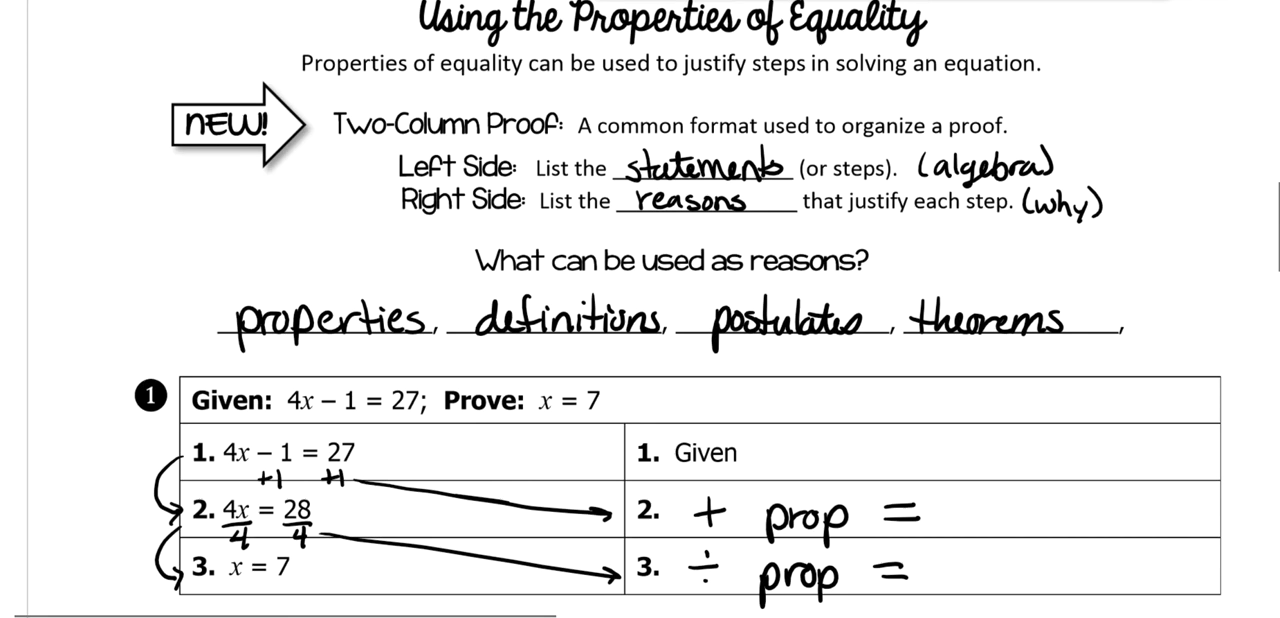 Using the Properties of Equality
Properties of equality can be used to justify steps in solving an equation.
NEW!
Two-Column Proof: A common format used to organize a proof.
Left Side: List the statements (or steps). (algebra)
Right Side: List the reasons that justify each step. (why)
What can be used as reasons?
properties, definitions, postulates, theorems,
1 Given: 4x – 1 = 27; Prove: x = 7
1. 4x – 1 = 27 1. Given
+1 +1
2. 4x = 28 2. + prop =
4 4
3. x = 7 3. ÷ prop =